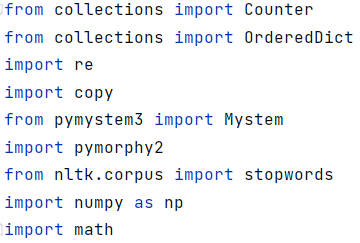 from collections import Counter
from collections import OrderedDict
import re
import copy
from pymystem3 import Mystem
import pymorphy2
from nltk.corpus import stopwords
import numpy as np
import math